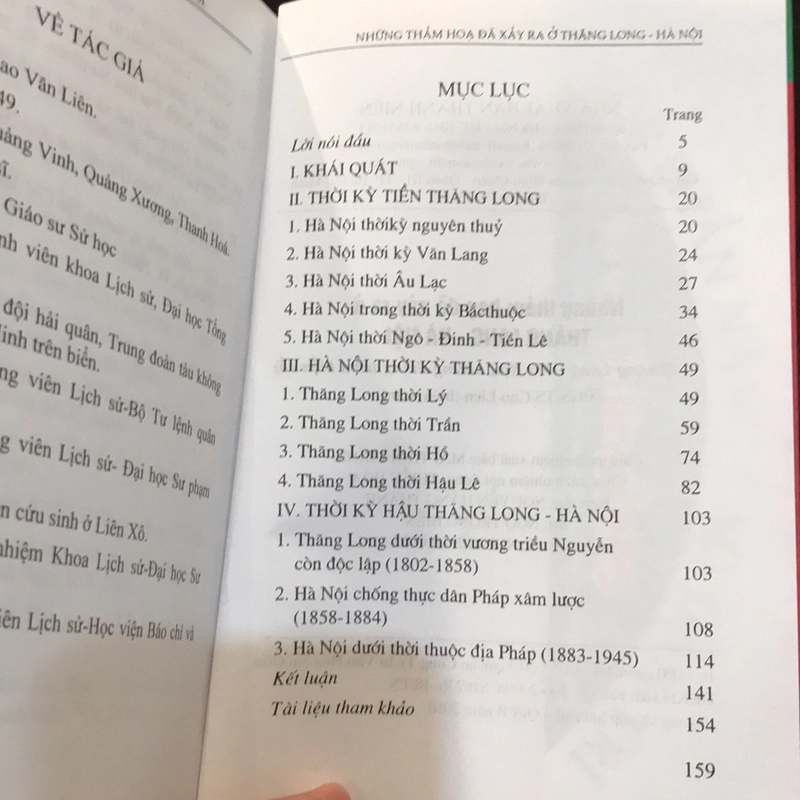 VỀ TÁC GIẢ
ao Văn Liên.
49.
uảng Vinh, Quảng Xương, Thanh Hoá.
sĩ.
Giáo sư Sử học
nh viên khoa Lịch sử, Đại học Tổng
đội hải quân, Trung đoàn tàu không
linh trên biển.
ng viên Lịch sử-Bộ Tư lệnh quân
g viên Lịch sử- Đại học Sư phạm
n cứu sinh ở Liên Xô.
nhiệm Khoa Lịch sử-Đại học Sư
iên Lịch sử-Học viện Báo chí và
NHỮNG THẢM HOẠ ĐÃ XẢY RA Ở THĂNG LONG - HÀ NỘI
MỤC LỤC
Trang
Lời nói đầu 5
I. KHÁI QUÁT 9
II. THỜI KỲ TIỀN THĂNG LONG 20
1. Hà Nội thờikỳ nguyên thuỷ 20
2. Hà Nội thời kỳ Văn Lang 24
3. Hà Nội thời Âu Lạc 27
4. Hà Nội trong thời kỳ Bắcthuộc 34
5. Hà Nội thời Ngô - Đinh - Tiền Lê 46
III. HÀ NỘI THỜI KỲ THĂNG LONG 49
1. Thăng Long thời Lý 49
2. Thăng Long thời Trần 59
3. Thăng Long thời Hồ 74
4. Thăng Long thời Hậu Lê 82
IV. THỜI KỲ HẬU THĂNG LONG - HÀ NỘI 103
1. Thăng Long dưới thời vương triều Nguyễn
còn độc lập (1802-1858) 103
2. Hà Nội chống thực dân Pháp xâm lược
(1858-1884) 108
3. Hà Nội dưới thời thuộc địa Pháp (1883-1945) 114
Kết luận 141
Tài liệu tham khảo 154
159